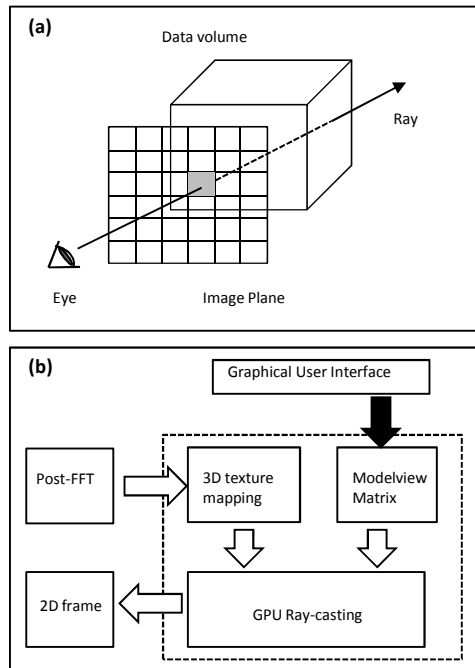 (a)
Data volume
Ray
Eye
Image Plane
(b)
Graphical User Interface
Post-FFT
3D texture
mapping
Modelview
Matrix
2D frame
GPU Ray-casting